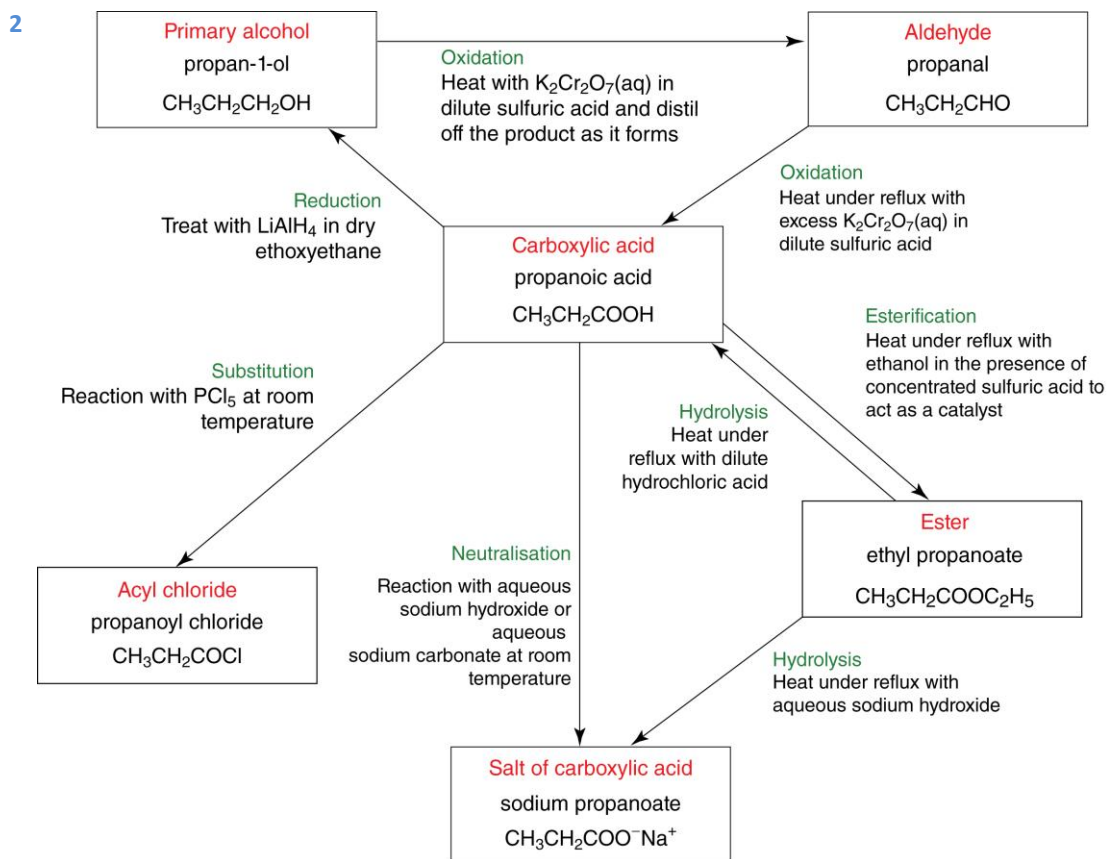 2
Primary alcohol
propan-1-ol
CH₃CH₂CH₂OH
Oxidation
Heat with K₂Cr₂O₇(aq) in
dilute sulfuric acid and distil
off the product as it forms
Aldehyde
propanal
CH₃CH₂CHO
Reduction
Treat with LiAlH₄ in dry
ethoxyethane
Oxidation
Heat under reflux with
excess K₂Cr₂O₇(aq) in
dilute sulfuric acid
Carboxylic acid
propanoic acid
CH₃CH₂COOH
Esterification
Heat under reflux with
ethanol in the presence of
concentrated sulfuric acid to
act as a catalyst
Substitution
Reaction with PCl₅ at room
temperature
Hydrolysis
Heat under
reflux with dilute
hydrochloric acid
Ester
ethyl propanoate
CH₃CH₂COOC₂H₅
Neutralisation
Reaction with aqueous
sodium hydroxide or
aqueous
sodium carbonate at room
temperature
Acyl chloride
propanoyl chloride
CH₃CH₂COCl
Hydrolysis
Heat under reflux with
aqueous sodium hydroxide
Salt of carboxylic acid
sodium propanoate
CH₃CH₂COO⁻Na⁺